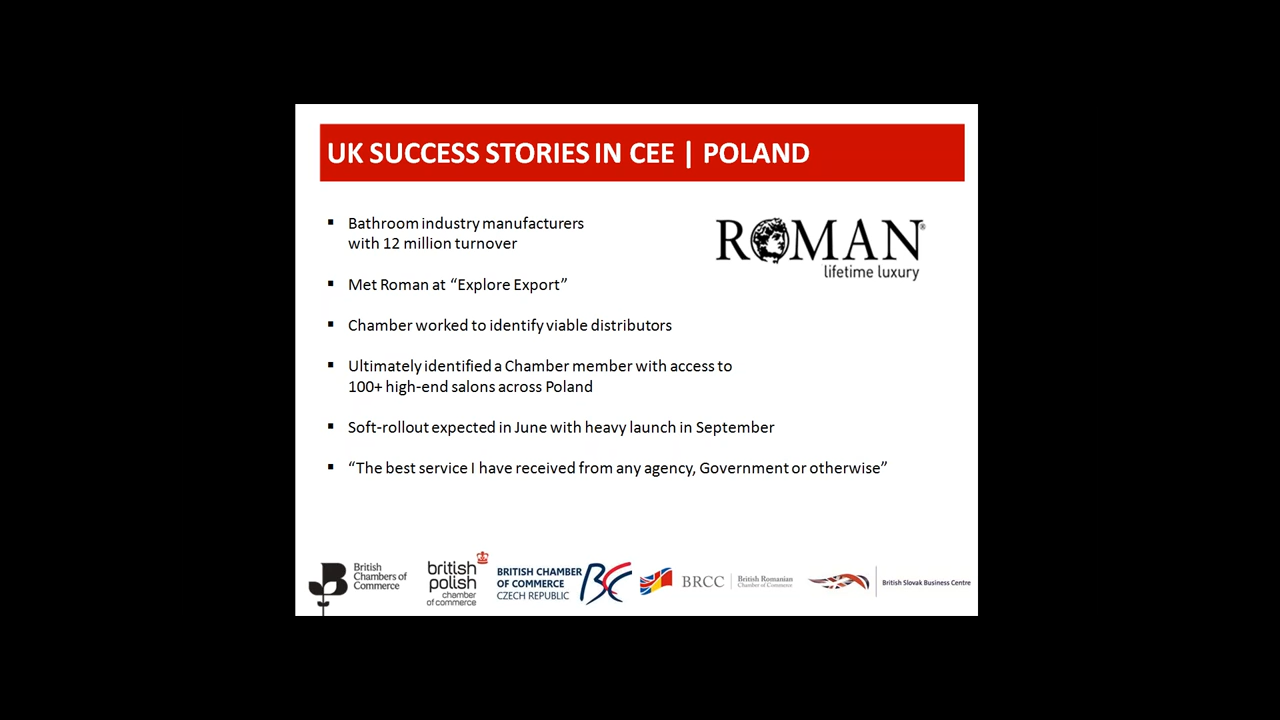 UK SUCCESS STORIES IN CEE | POLAND
▪ Bathroom industry manufacturers
with 12 million turnover
ROMAN®
lifetime luxury
▪ Met Roman at “Explore Export”
▪ Chamber worked to identify viable distributors
▪ Ultimately identified a Chamber member with access to
100+ high-end salons across Poland
▪ Soft-rollout expected in June with heavy launch in September
▪ “The best service I have received from any agency, Government or otherwise”
British
Chambers of
Commerce
british
polish
chamber
of commerce
BRITISH CHAMBER
OF COMMERCE
CZECH REPUBLIC
BCC
BRCC
British Romanian
Chamber of Commerce
British Slovak Business Centre